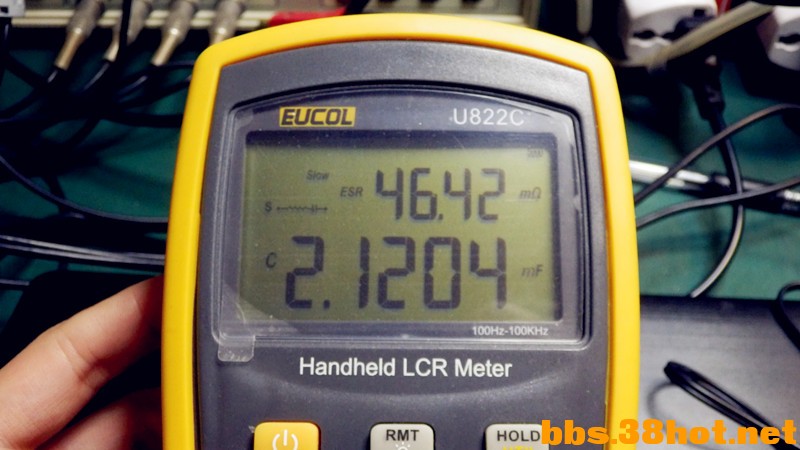 EUCOL U822C
Slow
ESR 46.42 mΩ
S
C 2.1204 mF
100Hz-100KHz
Handheld LCR Meter
RMT HOLD
bbs.38hot.net